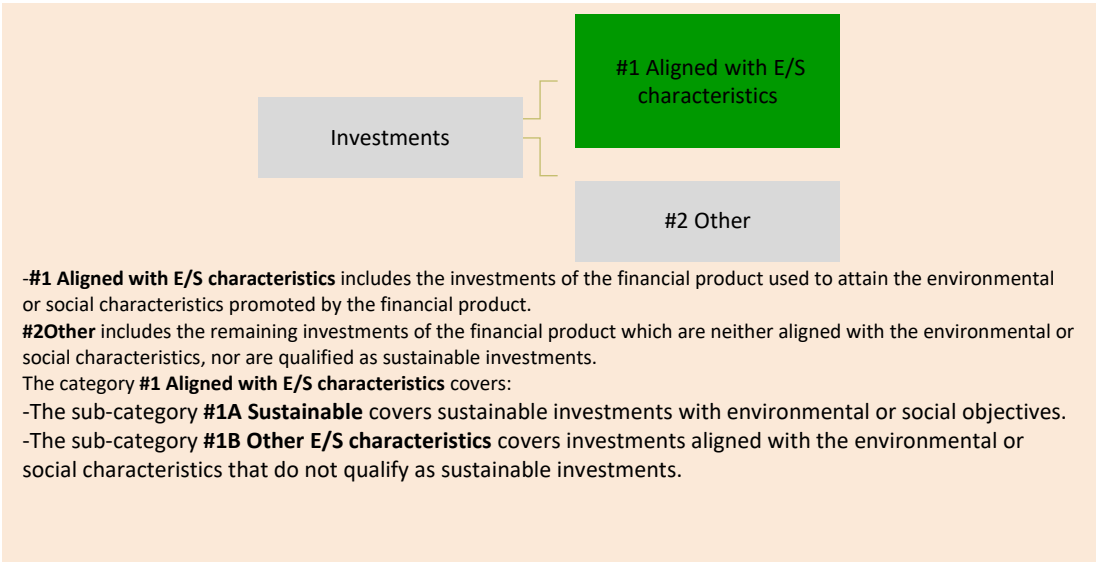 #1 Aligned with E/S
characteristics
Investments
#2 Other
-#1 Aligned with E/S characteristics includes the investments of the financial product used to attain the environmental
or social characteristics promoted by the financial product.
#2Other includes the remaining investments of the financial product which are neither aligned with the environmental or
social characteristics, nor are qualified as sustainable investments.
The category #1 Aligned with E/S characteristics covers:
-The sub-category #1A Sustainable covers sustainable investments with environmental or social objectives.
-The sub-category #1B Other E/S characteristics covers investments aligned with the environmental or
social characteristics that do not qualify as sustainable investments.